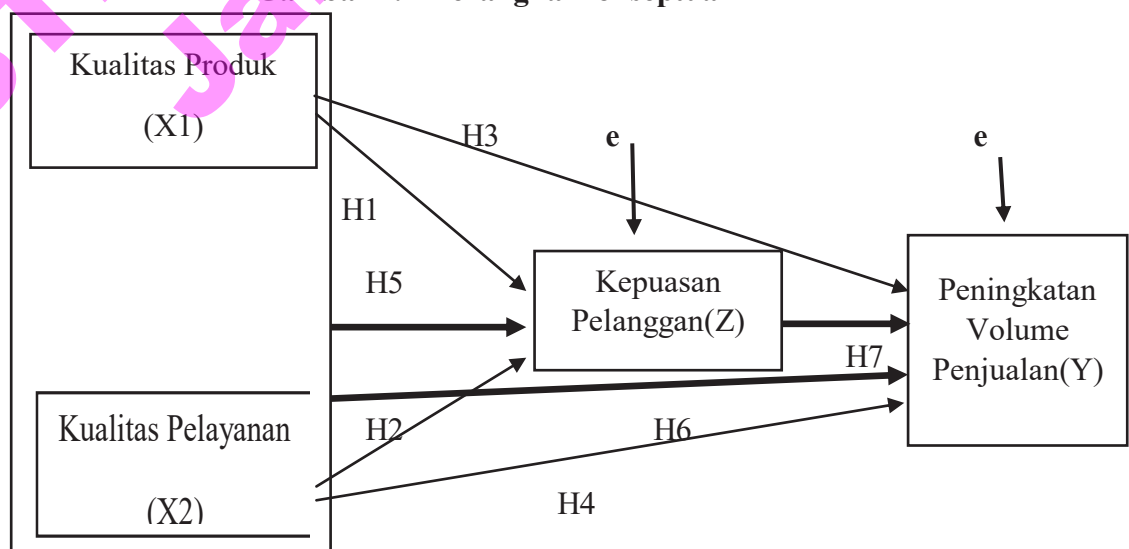 Kualitas Produk
(X1)
H3
e
e
H1
H5
Kepuasan
Pelanggan(Z)
Peningkatan
Volume
Penjualan(Y)
H7
Kualitas Pelayanan
(X2)
H2
H6
H4